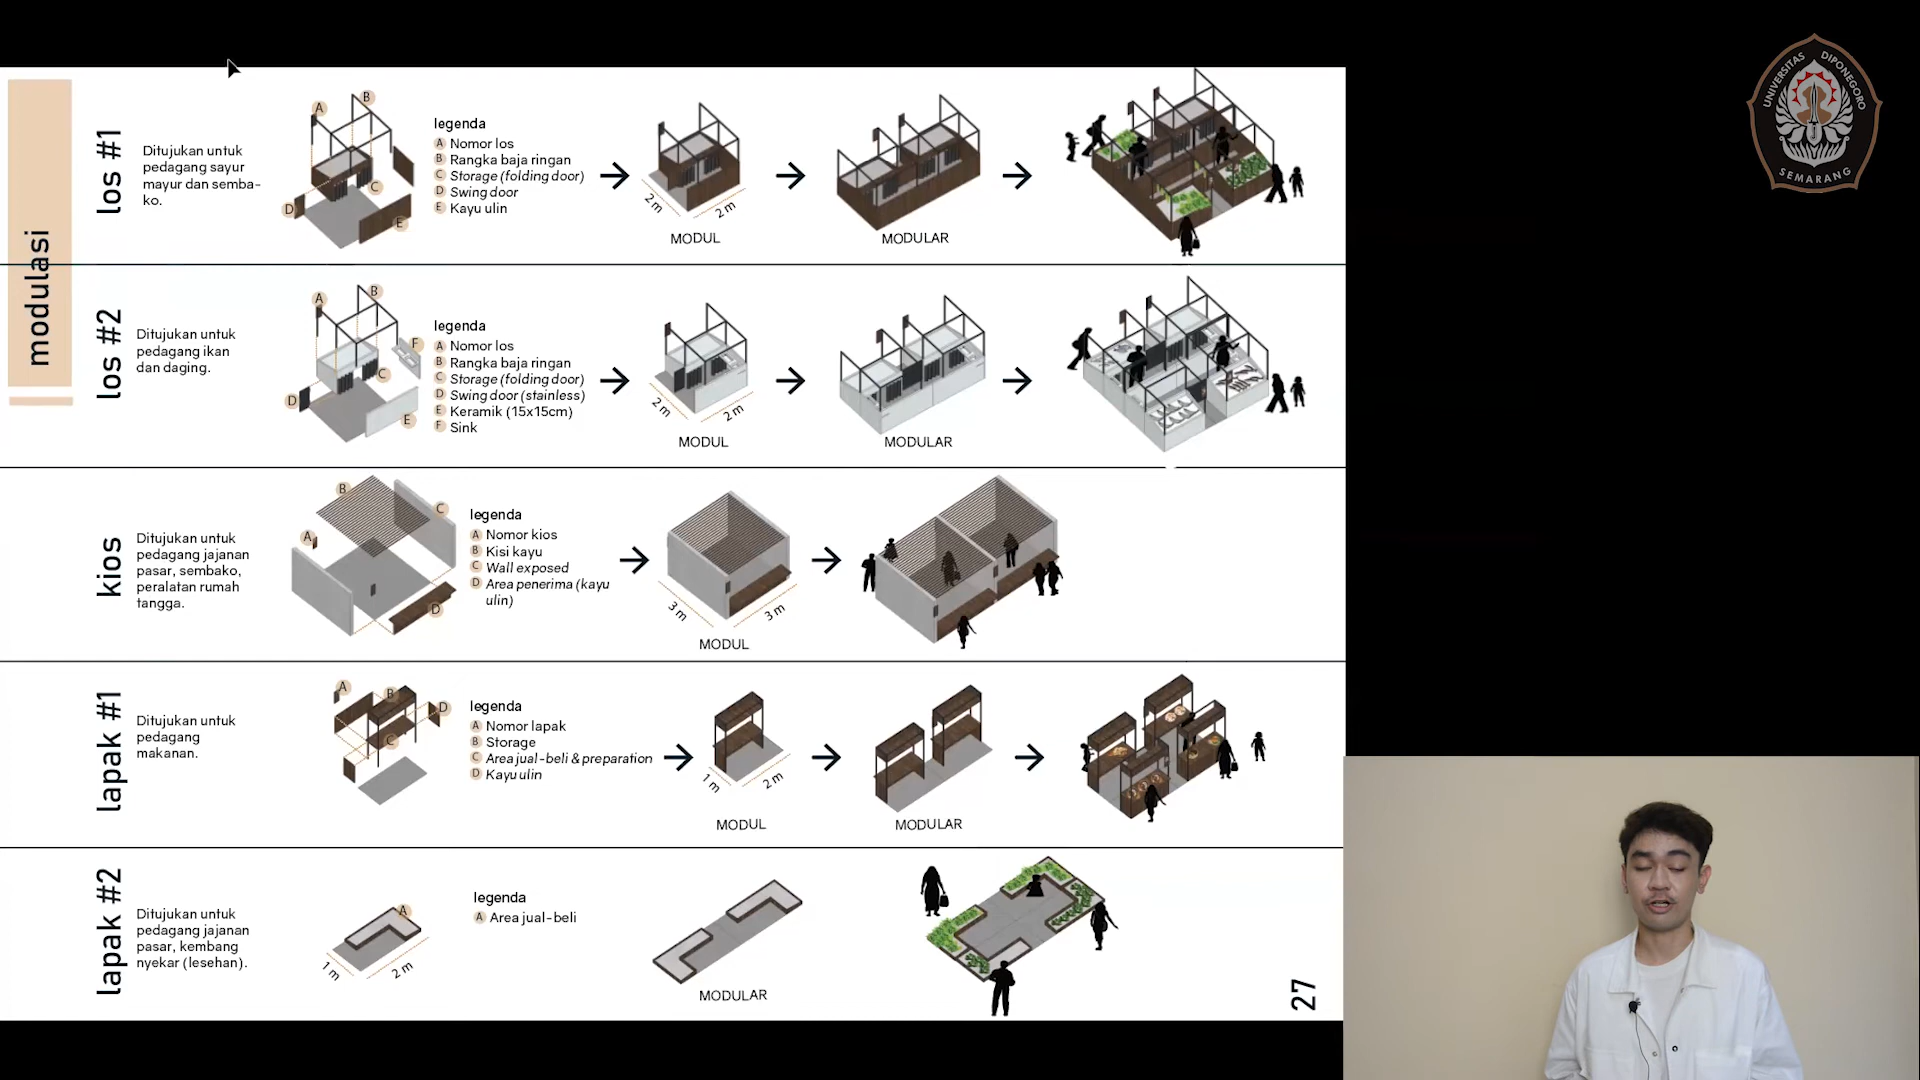 modulasi
los #1
Ditujukan untuk
pedagang sayur
mayur dan semba-
ko.
A
B
C
D
E
legenda
A Nomor los
B Rangka baja ringan
C Storage (folding door)
D Swing door
E Kayu ulin
2 m
2 m
MODUL
MODULAR
los #2
Ditujukan untuk
pedagang ikan
dan daging.
A
B
F
C
D
E
legenda
A Nomor los
B Rangka baja ringan
C Storage (folding door)
D Swing door (stainless)
E Keramik (15x15cm)
F Sink
2 m
2 m
MODUL
MODULAR
kios
Ditujukan untuk
pedagang jajanan
pasar, sembako,
peralatan rumah
tangga.
B
C
A
D
legenda
A Nomor kios
B Kisi kayu
C Wall exposed
D Area penerima (kayu
ulin)
3 m
3 m
MODUL
lapak #1
Ditujukan untuk
pedagang
makanan.
A
B
D
C
legenda
A Nomor lapak
B Storage
C Area jual-beli & preparation
D Kayu ulin
1 m
2 m
MODUL
MODULAR
lapak #2
Ditujukan untuk
pedagang jajanan
pasar, kembang
nyekar (lesehan).
A
1 m
2 m
legenda
A Area jual-beli
MODULAR
27
UNIVERSITAS DIPONEGORO
SEMARANG